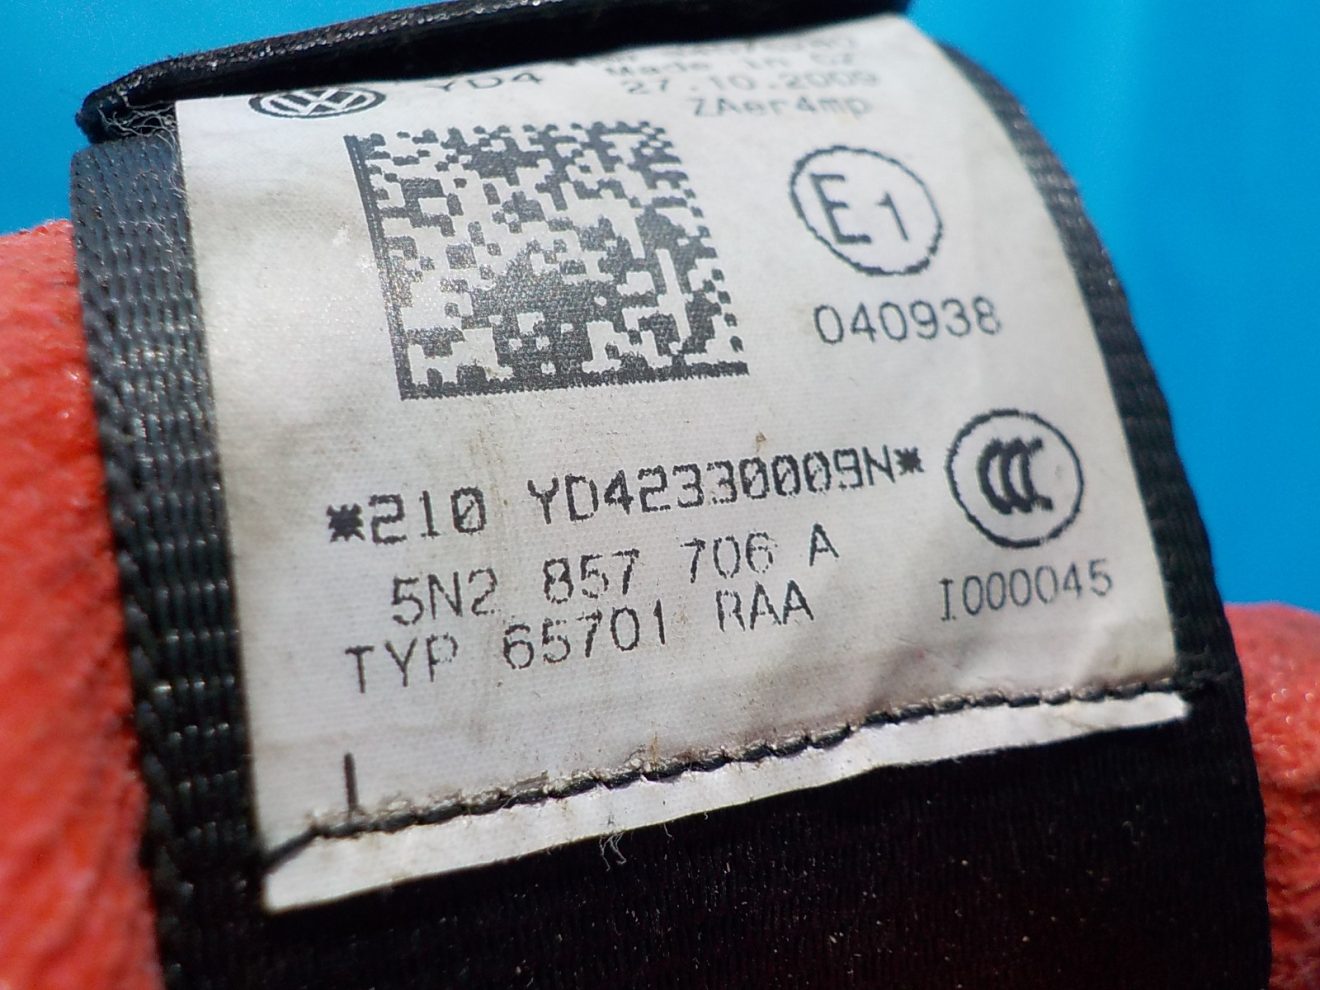 YD4
Made in CZ
27.10.2009
ZAer4mp
E1
040938
*210 YD42330009N*
5N2 857 706 A
TYP 65701 RAA
CCC
I000045